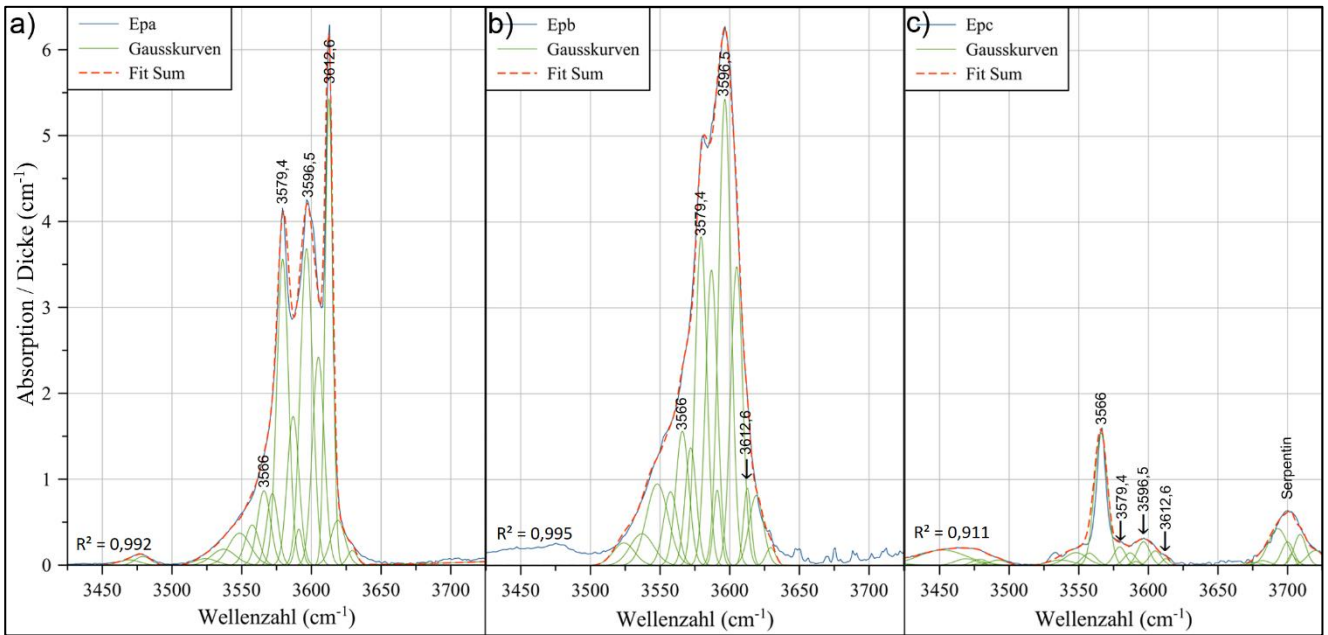 a)
Epa
Gausskurven
Fit Sum
b)
Epb
Gausskurven
Fit Sum
c)
Epc
Gausskurven
Fit Sum
Absorption / Dicke (cm⁻¹)
6
5
4
3
2
1
0
3566
3579,4
3596,5
3612,6
R² = 0,992
3450
3500
3550
3600
3650
3700
Wellenzahl (cm⁻¹)
3566
3579,4
3596,5
3612,6
R² = 0,995
3450
3500
3550
3600
3650
3700
Wellenzahl (cm⁻¹)
3566
3579,4
3596,5
3612,6
Serpentin
R² = 0,911
3450
3500
3550
3600
3650
3700
Wellenzahl (cm⁻¹)